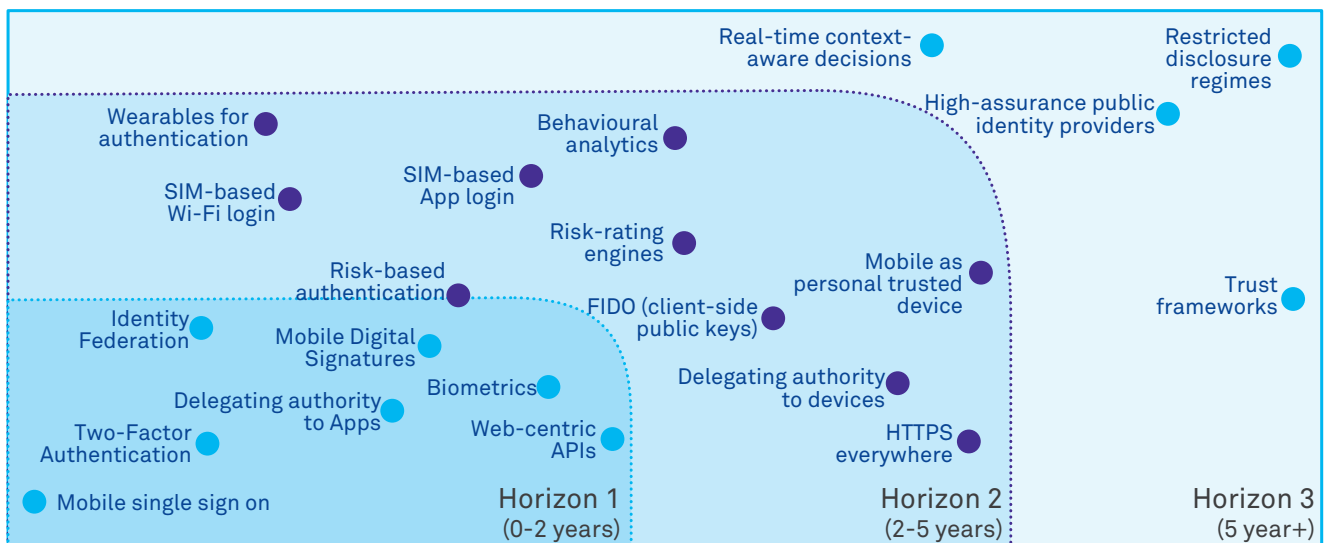 Real-time context-
aware decisions
Restricted
disclosure
regimes
High-assurance public
identity providers
Wearables for
authentication
Behavioural
analytics
SIM-based
App login
SIM-based
Wi-Fi login
Risk-rating
engines
Risk-based
authentication
Mobile as
personal trusted
device
Trust
frameworks
FIDO (client-side
public keys)
Identity
Federation
Mobile Digital
Signatures
Biometrics
Delegating authority
to devices
Delegating authority
to Apps
Web-centric
APIs
Two-Factor
Authentication
HTTPS
everywhere
Mobile single sign on
Horizon 1
(0-2 years)
Horizon 2
(2-5 years)
Horizon 3
(5 year+)